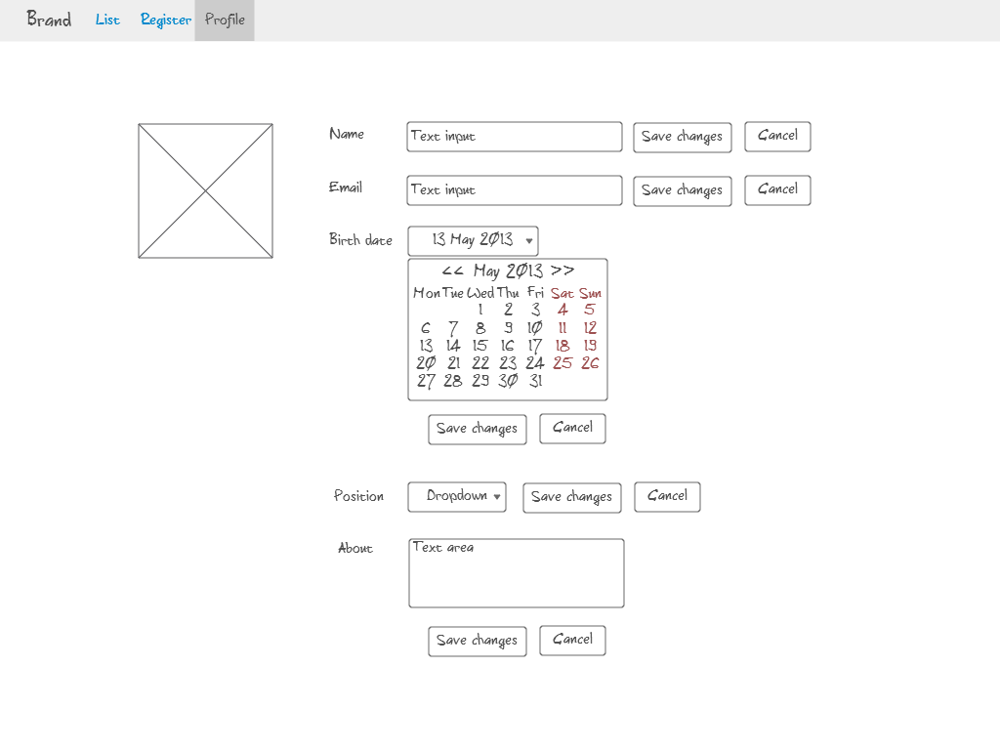 Brand List Register Profile
Name Text input Save changes Cancel
Email Text input Save changes Cancel
Birth date 13 May 2013
<< May 2013 >>
Mon Tue Wed Thu Fri Sat Sun
1 2 3 4 5
6 7 8 9 10 11 12
13 14 15 16 17 18 19
20 21 22 23 24 25 26
27 28 29 30 31
Save changes Cancel
Position Dropdown Save changes Cancel
About Text area
Save changes Cancel